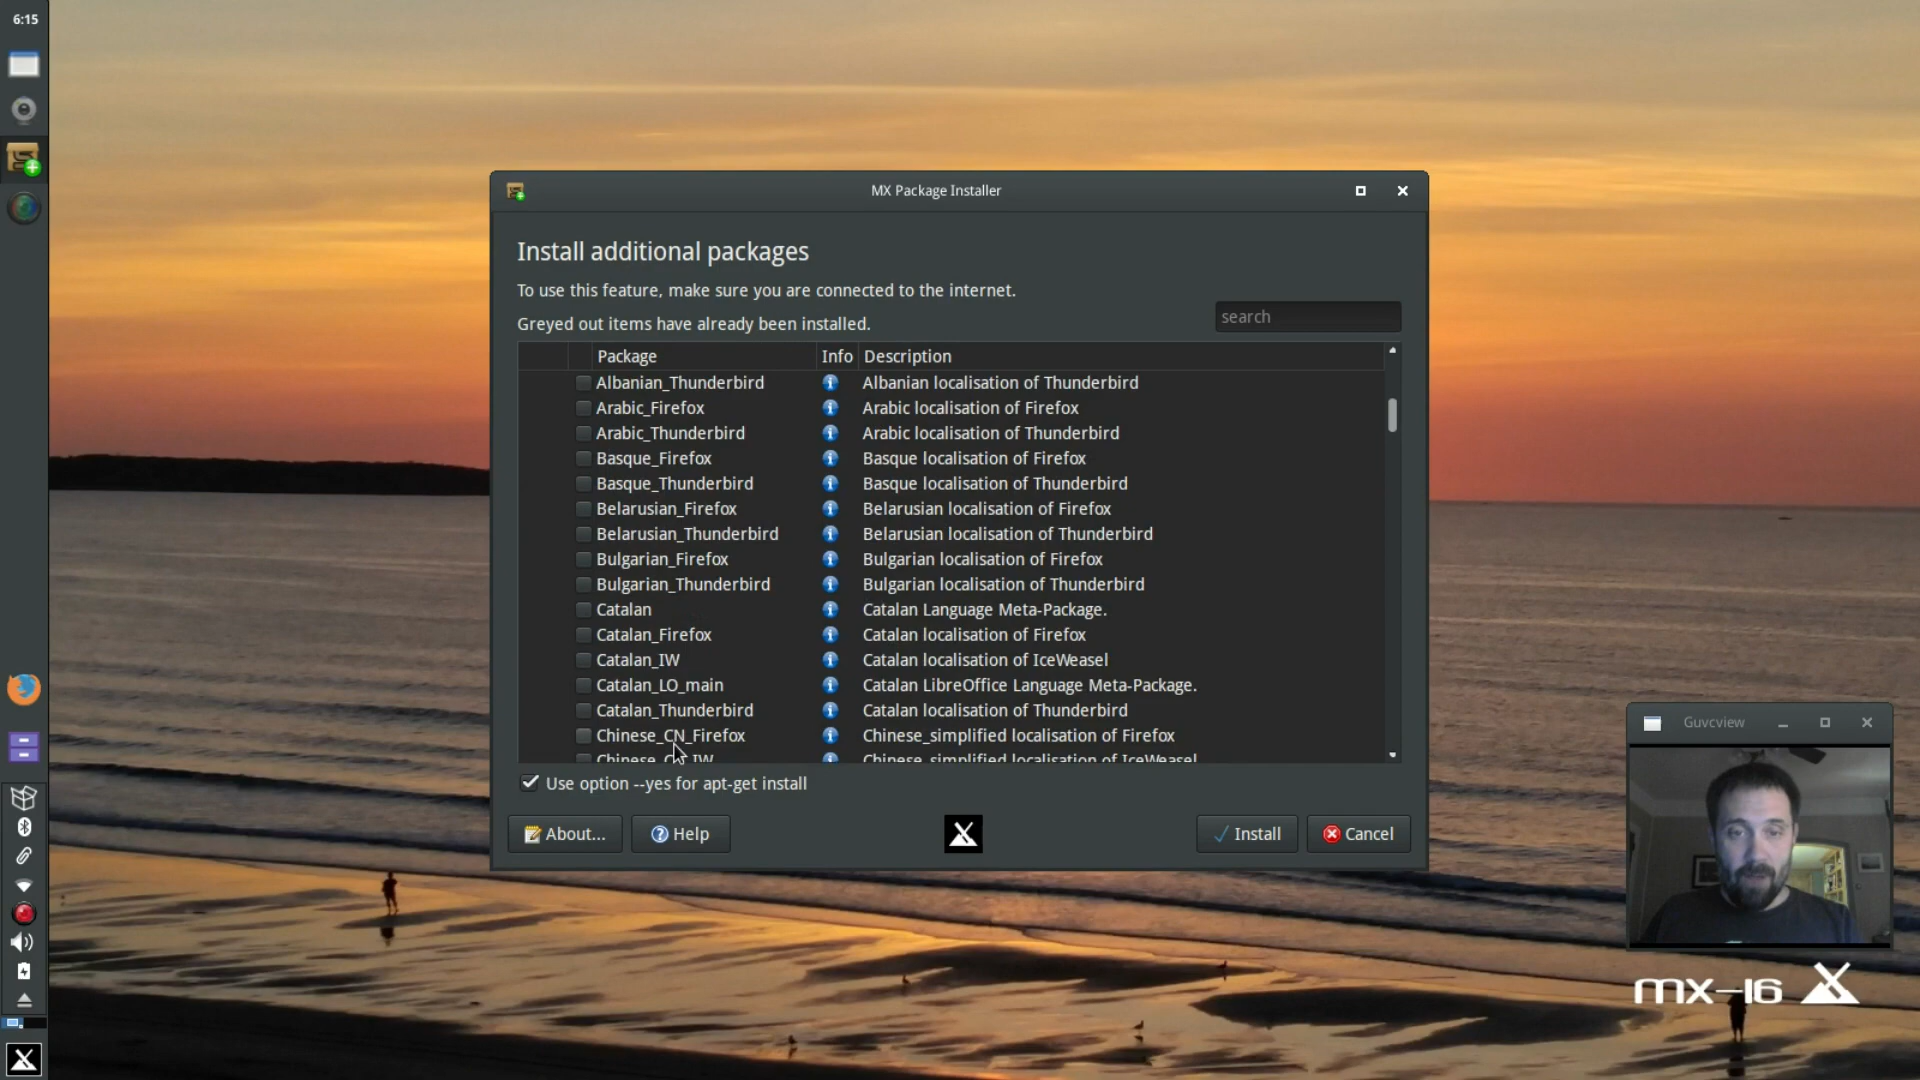 6:15
MX Package Installer
Install additional packages
To use this feature, make sure you are connected to the internet.
Greyed out items have already been installed.
search
Package Info Description
Albanian_Thunderbird Albanian localisation of Thunderbird
Arabic_Firefox Arabic localisation of Firefox
Arabic_Thunderbird Arabic localisation of Thunderbird
Basque_Firefox Basque localisation of Firefox
Basque_Thunderbird Basque localisation of Thunderbird
Belarusian_Firefox Belarusian localisation of Firefox
Belarusian_Thunderbird Belarusian localisation of Thunderbird
Bulgarian_Firefox Bulgarian localisation of Firefox
Bulgarian_Thunderbird Bulgarian localisation of Thunderbird
Catalan Catalan Language Meta-Package.
Catalan_Firefox Catalan localisation of Firefox
Catalan_IW Catalan localisation of IceWeasel
Catalan_LO_main Catalan LibreOffice Language Meta-Package.
Catalan_Thunderbird Catalan localisation of Thunderbird
Chinese_CN_Firefox Chinese_simplified localisation of Firefox
Chinese_CN_IW Chinese_simplified localisation of IceWeasel
Use option --yes for apt-get install
About... Help Install Cancel
Guvcview
mx-16